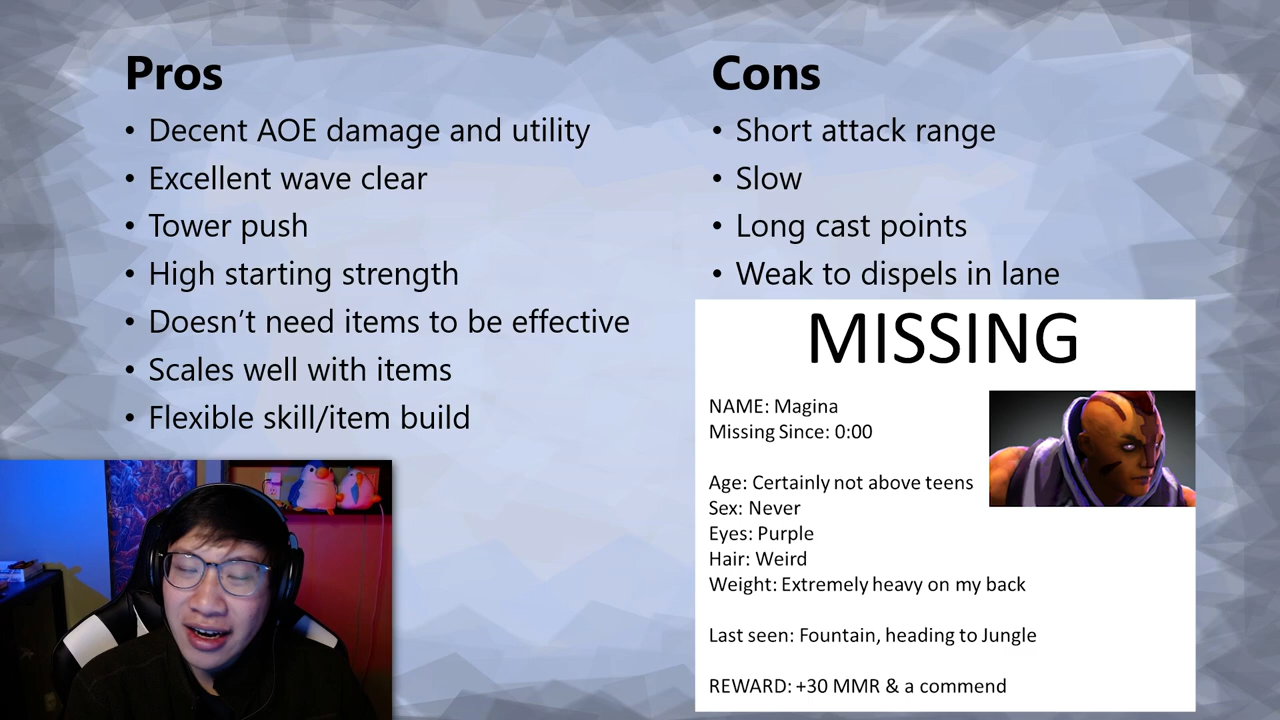 Pros
• Decent AOE damage and utility
• Excellent wave clear
• Tower push
• High starting strength
• Doesn’t need items to be effective
• Scales well with items
• Flexible skill/item build
Cons
• Short attack range
• Slow
• Long cast points
• Weak to dispels in lane
MISSING
NAME: Magina
Missing Since: 0:00
Age: Certainly not above teens
Sex: Never
Eyes: Purple
Hair: Weird
Weight: Extremely heavy on my back
Last seen: Fountain, heading to Jungle
REWARD: +30 MMR & a commend